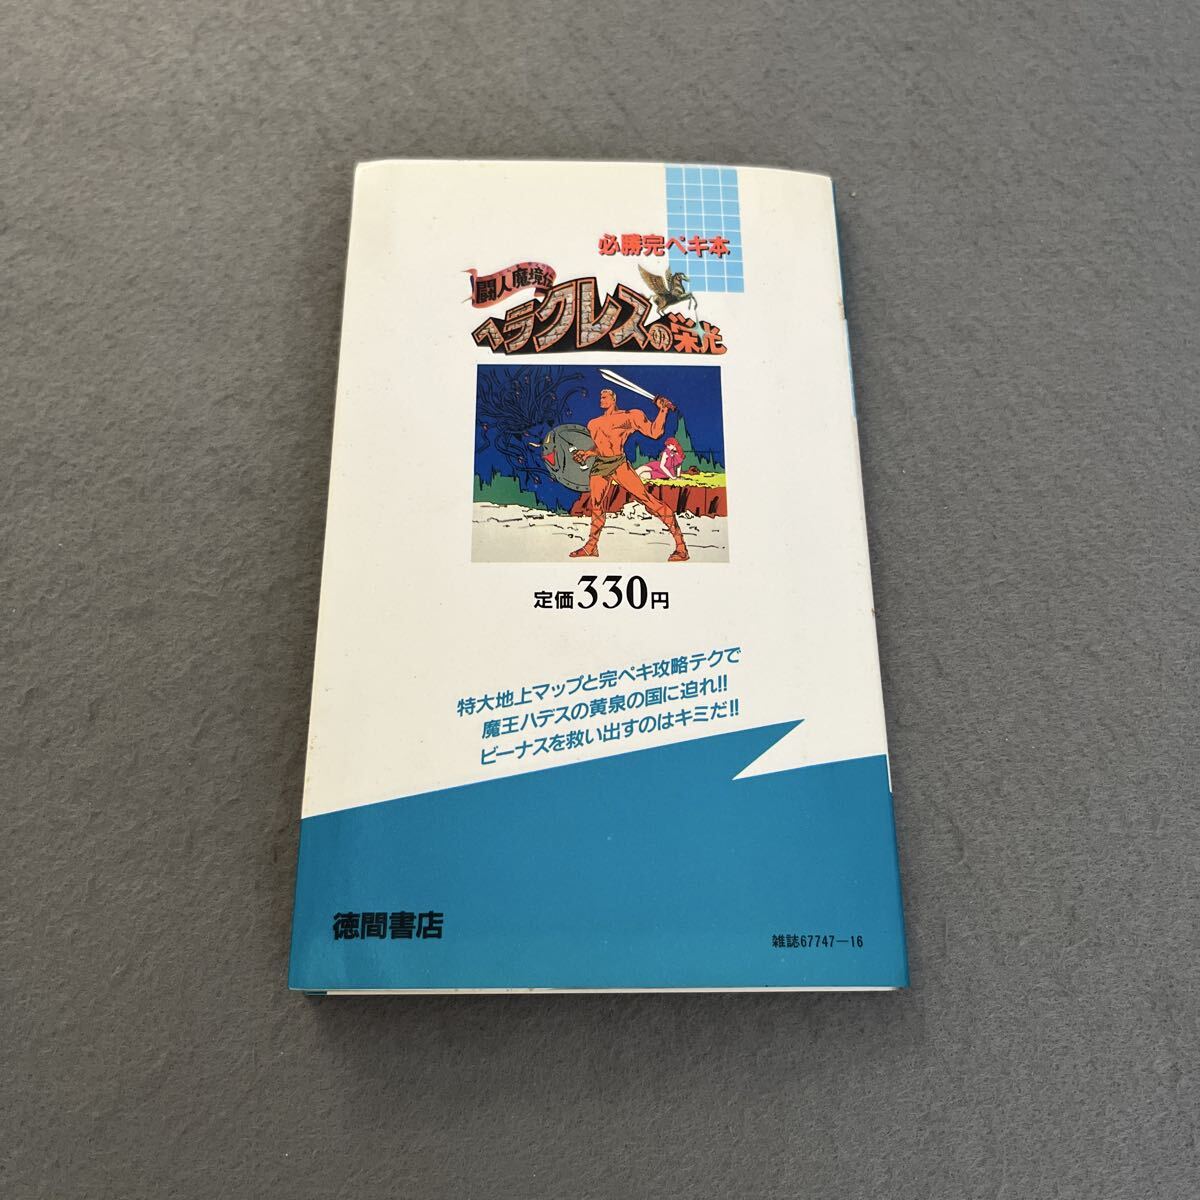 必勝完ペキ本
闘人魔境伝
ヘラクレスの栄光
定価330円
特大地上マップと完ペキ攻略テクで
魔王ハデスの黄泉の国に迫れ!!
ビーナスを救い出すのはキミだ!!
徳間書店
雑誌67747-16